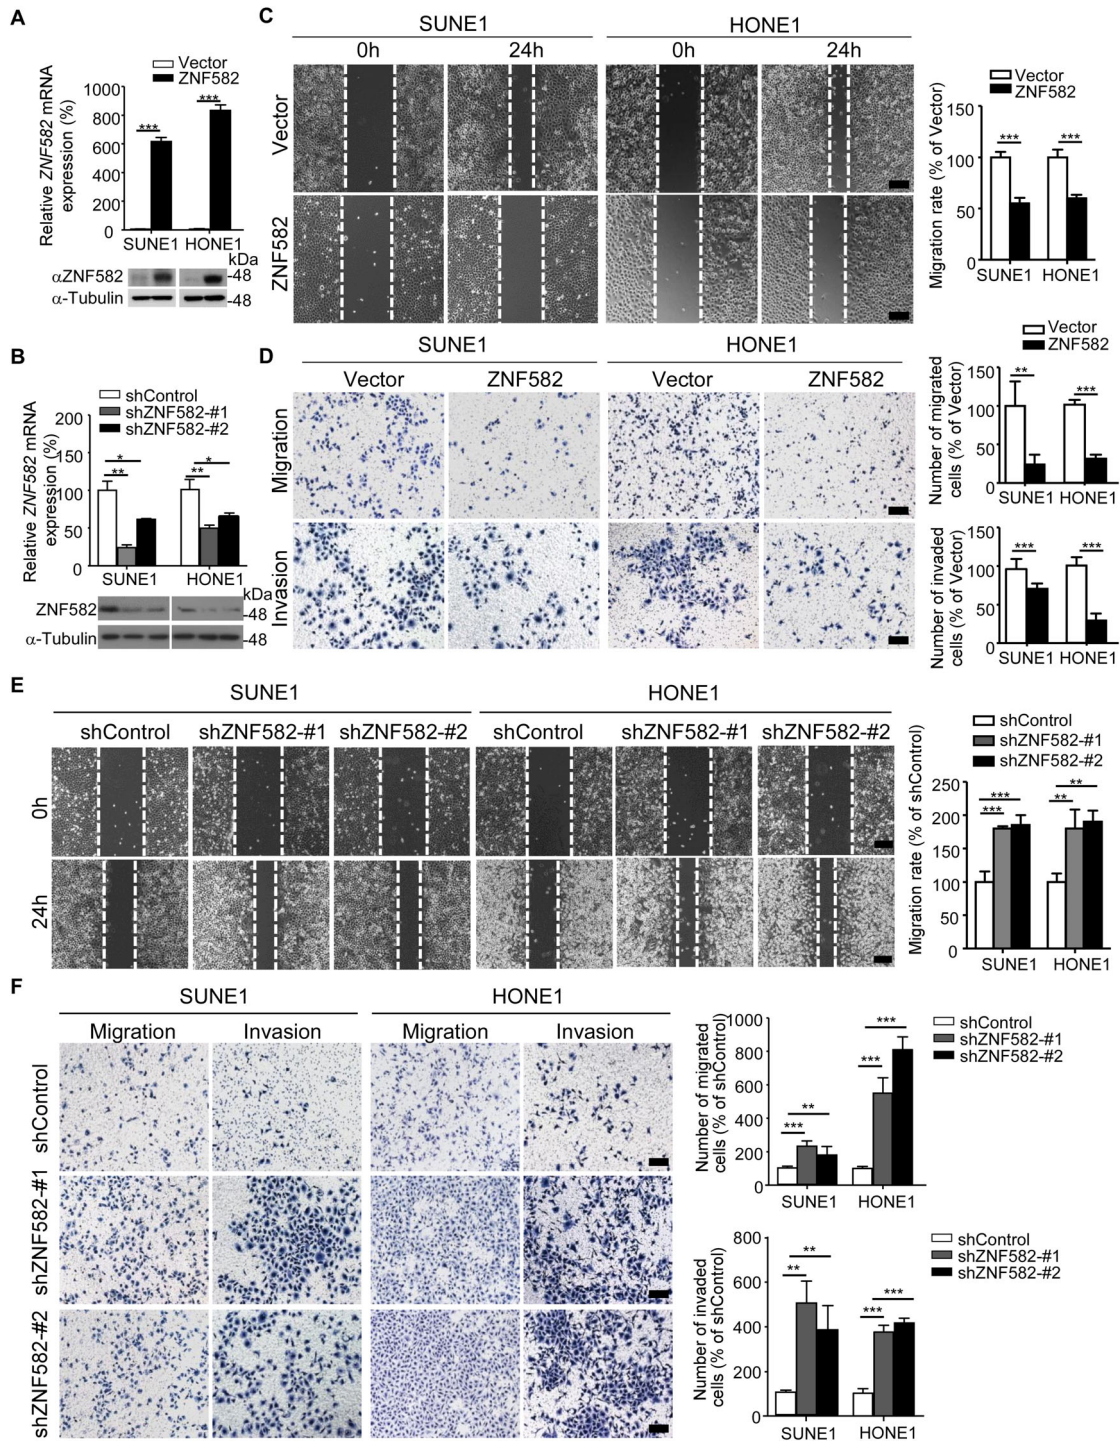 A
Vector
ZNF582
Relative ZNF582 mRNA
expression (%)
1000
800
600
400
200
0
***
***
SUNE1 HONE1
kDa
αZNF582
-48
α-Tubulin
-48
B
shControl
shZNF582-#1
shZNF582-#2
Relative ZNF582 mRNA
expression (%)
200
150
100
50
0
*
**
*
**
SUNE1 HONE1
kDa
ZNF582
-48
α-Tubulin
-48
C
SUNE1 HONE1
0h 24h 0h 24h
Vector
ZNF582
Vector
ZNF582
Migration rate (% of Vector)
150
100
50
0
*** ***
SUNE1 HONE1
D
SUNE1 HONE1
Vector ZNF582 Vector ZNF582
Migration
Invasion
Vector
ZNF582
Number of migrated
cells (% of Vector)
150
100
50
0
** ***
SUNE1 HONE1
Number of invaded
cells (% of Vector)
150
100
50
0
*** ***
SUNE1 HONE1
E
SUNE1 HONE1
shControl shZNF582-#1 shZNF582-#2 shControl shZNF582-#1 shZNF582-#2
0h
24h
shControl
shZNF582-#1
shZNF582-#2
Migration rate (% of shControl)
250
200
150
100
50
0
***
***
**
**
SUNE1 HONE1
F
SUNE1 HONE1
Migration Invasion Migration Invasion
shControl
shZNF582-#1
shZNF582-#2
shControl
shZNF582-#1
shZNF582-#2
Number of migrated
cells (% of shControl)
1000
800
600
400
200
0
**
***
***
***
SUNE1 HONE1
shControl
shZNF582-#1
shZNF582-#2
Number of invaded
cells (% of shControl)
800
600
400
200
0
**
**
***
***
SUNE1 HONE1